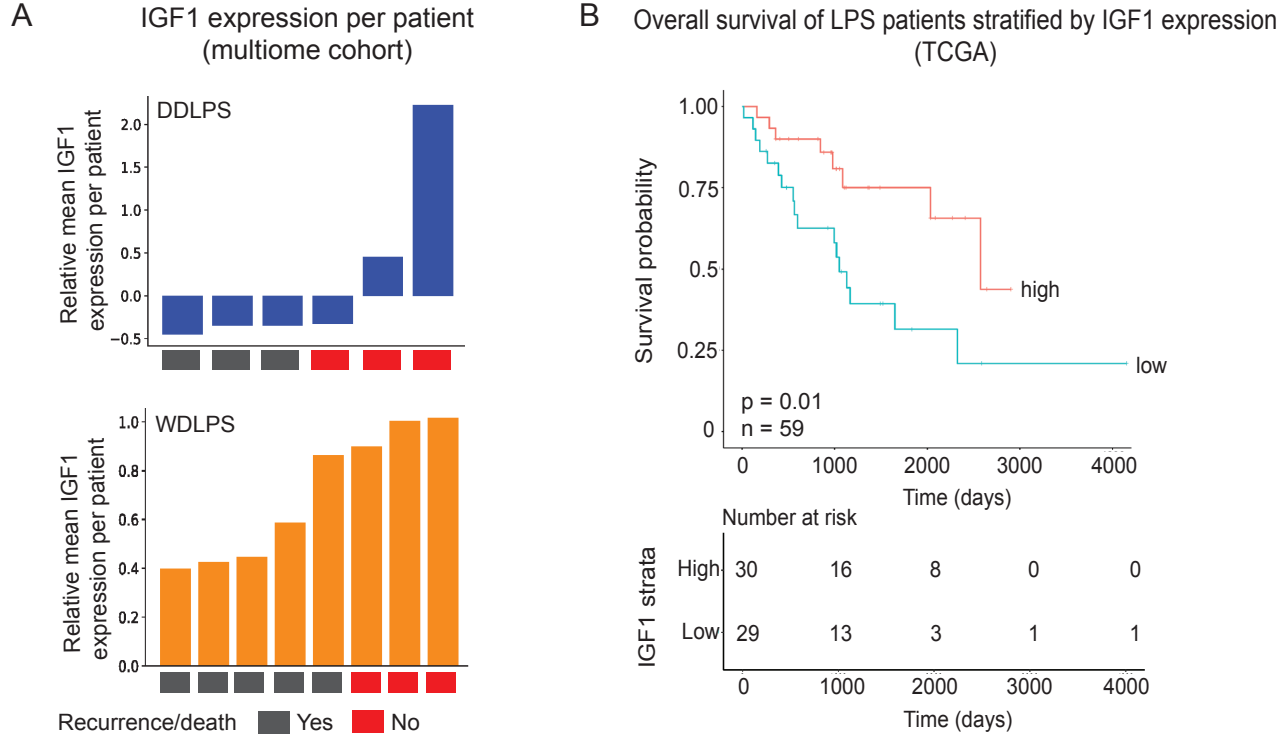 A
IGF1 expression per patient
(multiome cohort)
DDLPS
Relative mean IGF1
expression per patient
2.0
1.5
1.0
0.5
0.0
−0.5
WDLPS
Relative mean IGF1
expression per patient
1.0
0.8
0.6
0.4
0.2
0.0
Recurrence/death Yes No
B
Overall survival of LPS patients stratified by IGF1 expression
(TCGA)
Survival probability
1.00
0.75
0.5
0.25
0
high
low
p = 0.01
n = 59
0 1000 2000 3000 4000
Time (days)
Number at risk
IGF1 strata
High 30 16 8 0 0
Low 29 13 3 1 1
0 1000 2000 3000 4000
Time (days)